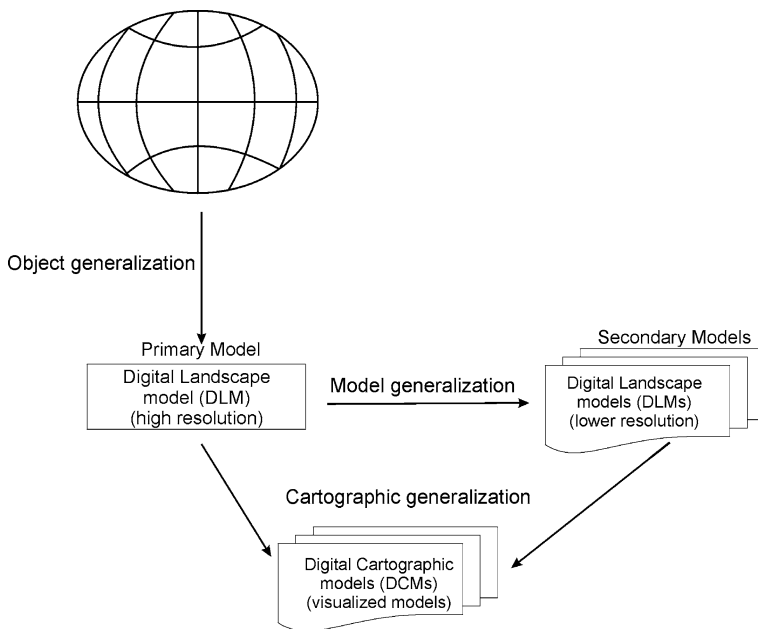 Object generalization
Primary Model
Digital Landscape
model (DLM)
(high resolution)
Model generalization
Secondary Models
Digital Landscape
models (DLMs)
(lower resolution)
Cartographic generalization
Digital Cartographic
models (DCMs)
(visualized models)